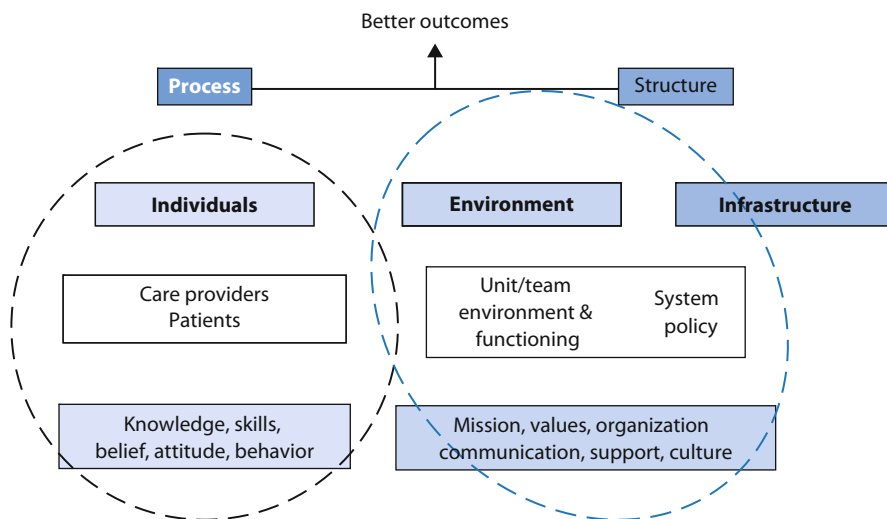 Better outcomes
Process
Structure
Individuals
Environment
Infrastructure
Care providers
Patients
Unit/team
environment &
functioning
System
policy
Knowledge, skills,
belief, attitude, behavior
Mission, values, organization
communication, support, culture